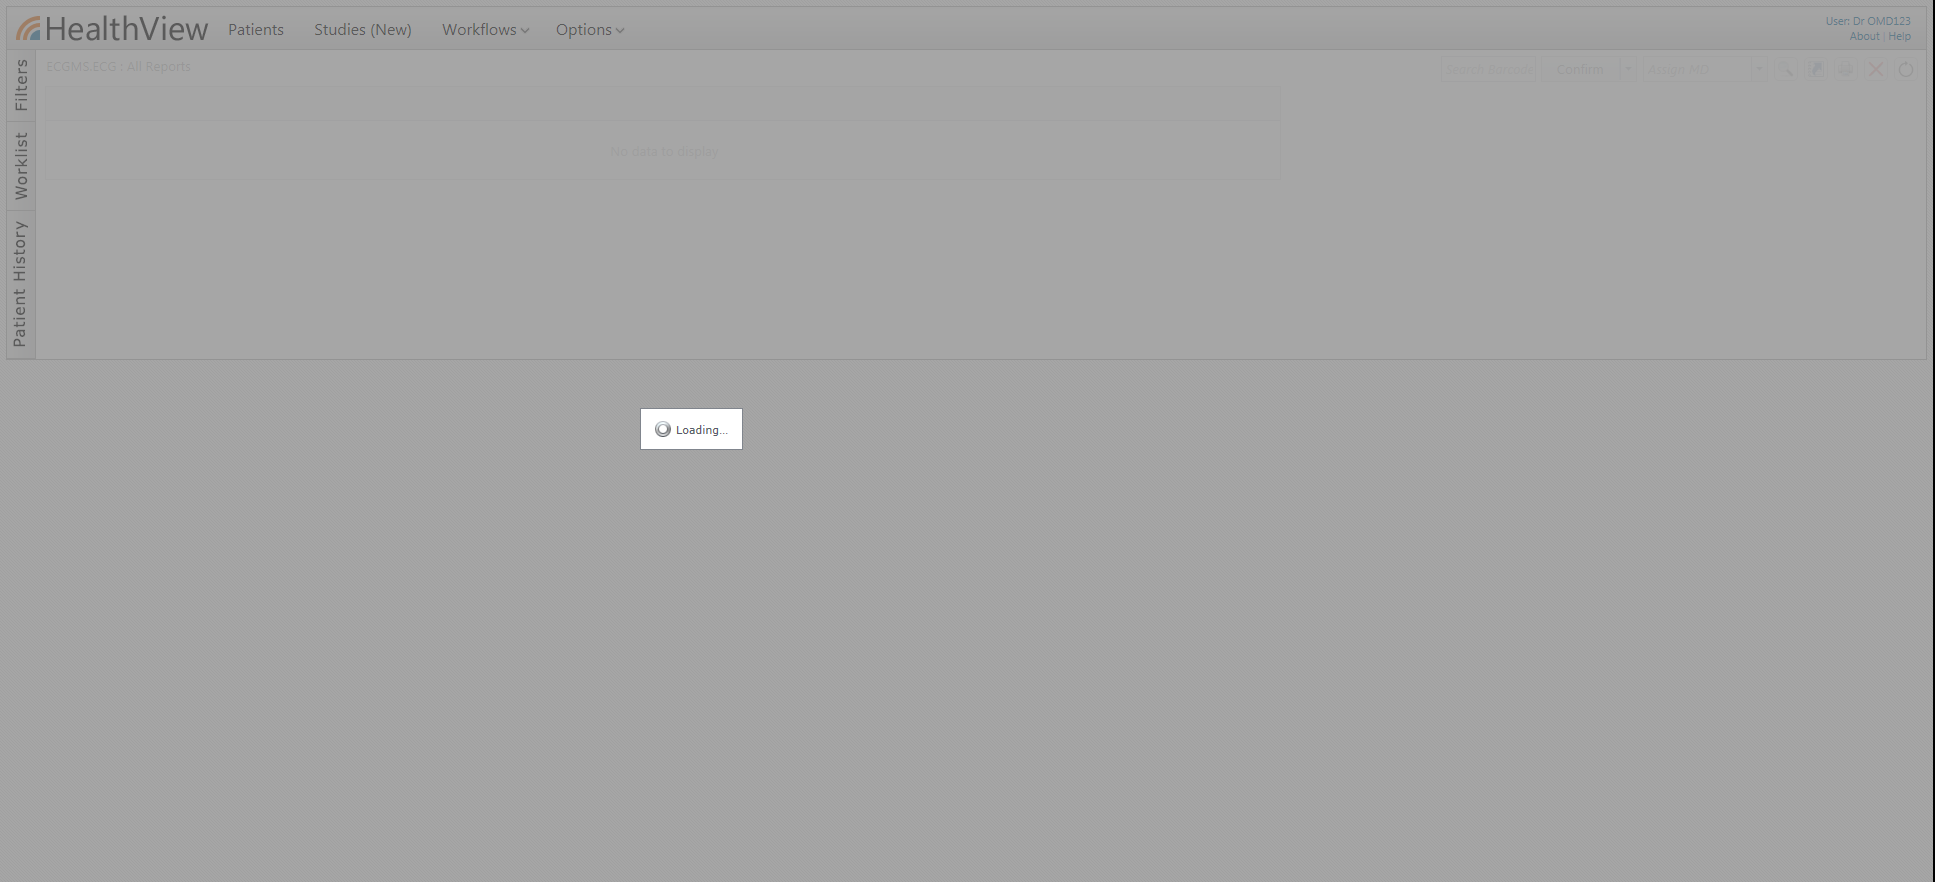 HealthView Patients Studies (New) Workflows Options
User: Dr OMD123
About | Help
Filters
Worklist
Patient History
ECGMS.ECG : All Reports
Search Barcode Confirm Assign MD
No data to display
Loading...